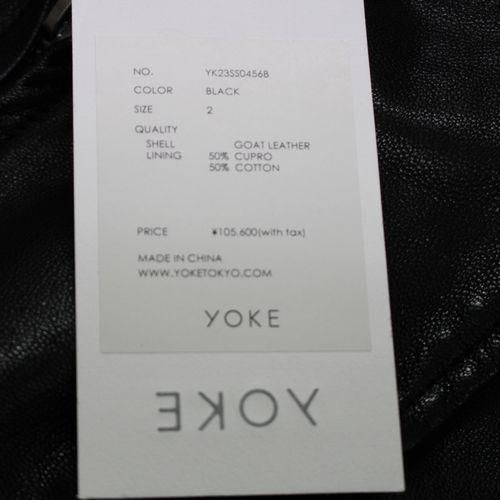 NO. YK23SS0456B
COLOR BLACK
SIZE 2
QUALITY
SHELL GOAT LEATHER
LINING 50% CUPRO
50% COTTON
PRICE ¥105,600(with tax)
MADE IN CHINA
WWW.YOKETOKYO.COM
YOKE
YOKE